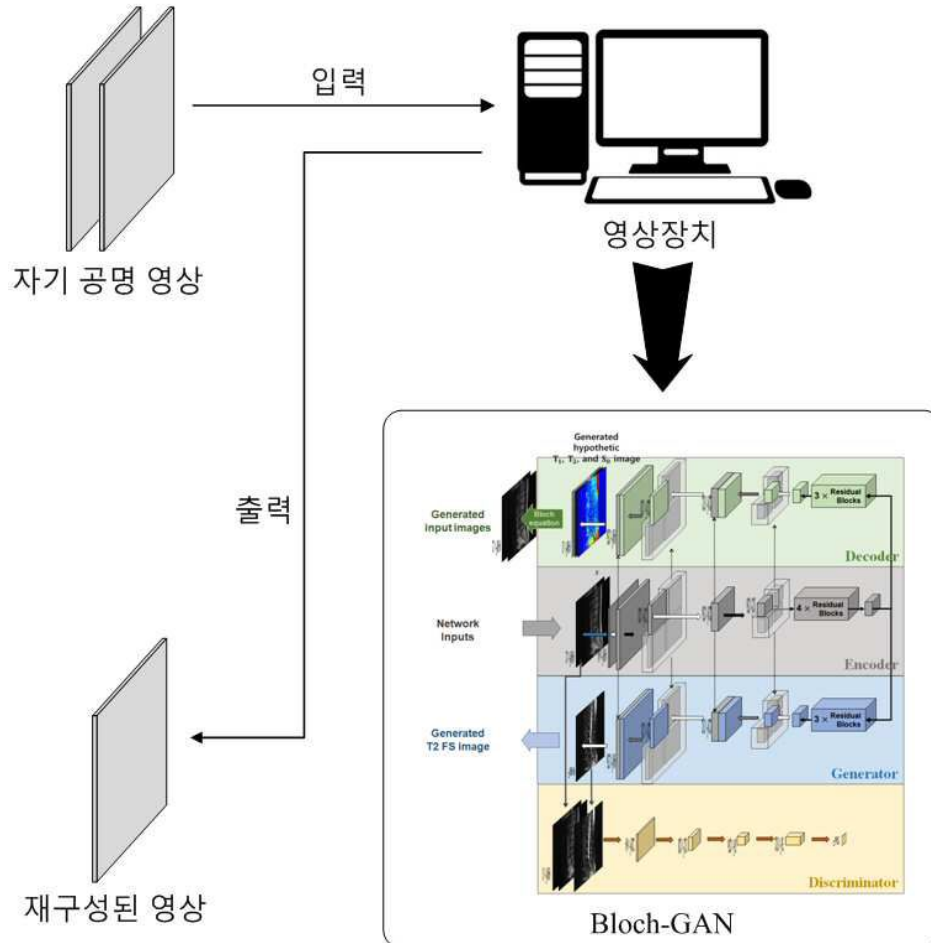 입력
영상장치
자기 공명 영상
출력
재구성된 영상
Generated
hypothetic
T₁, T₂, and S₀ image
Generated
input images
Bloch
equation
3 × Residual
Blocks
Decoder
Network
Inputs
4 × Residual
Blocks
Encoder
Generated
T2 FS image
3 × Residual
Blocks
Generator
Discriminator
Bloch-GAN